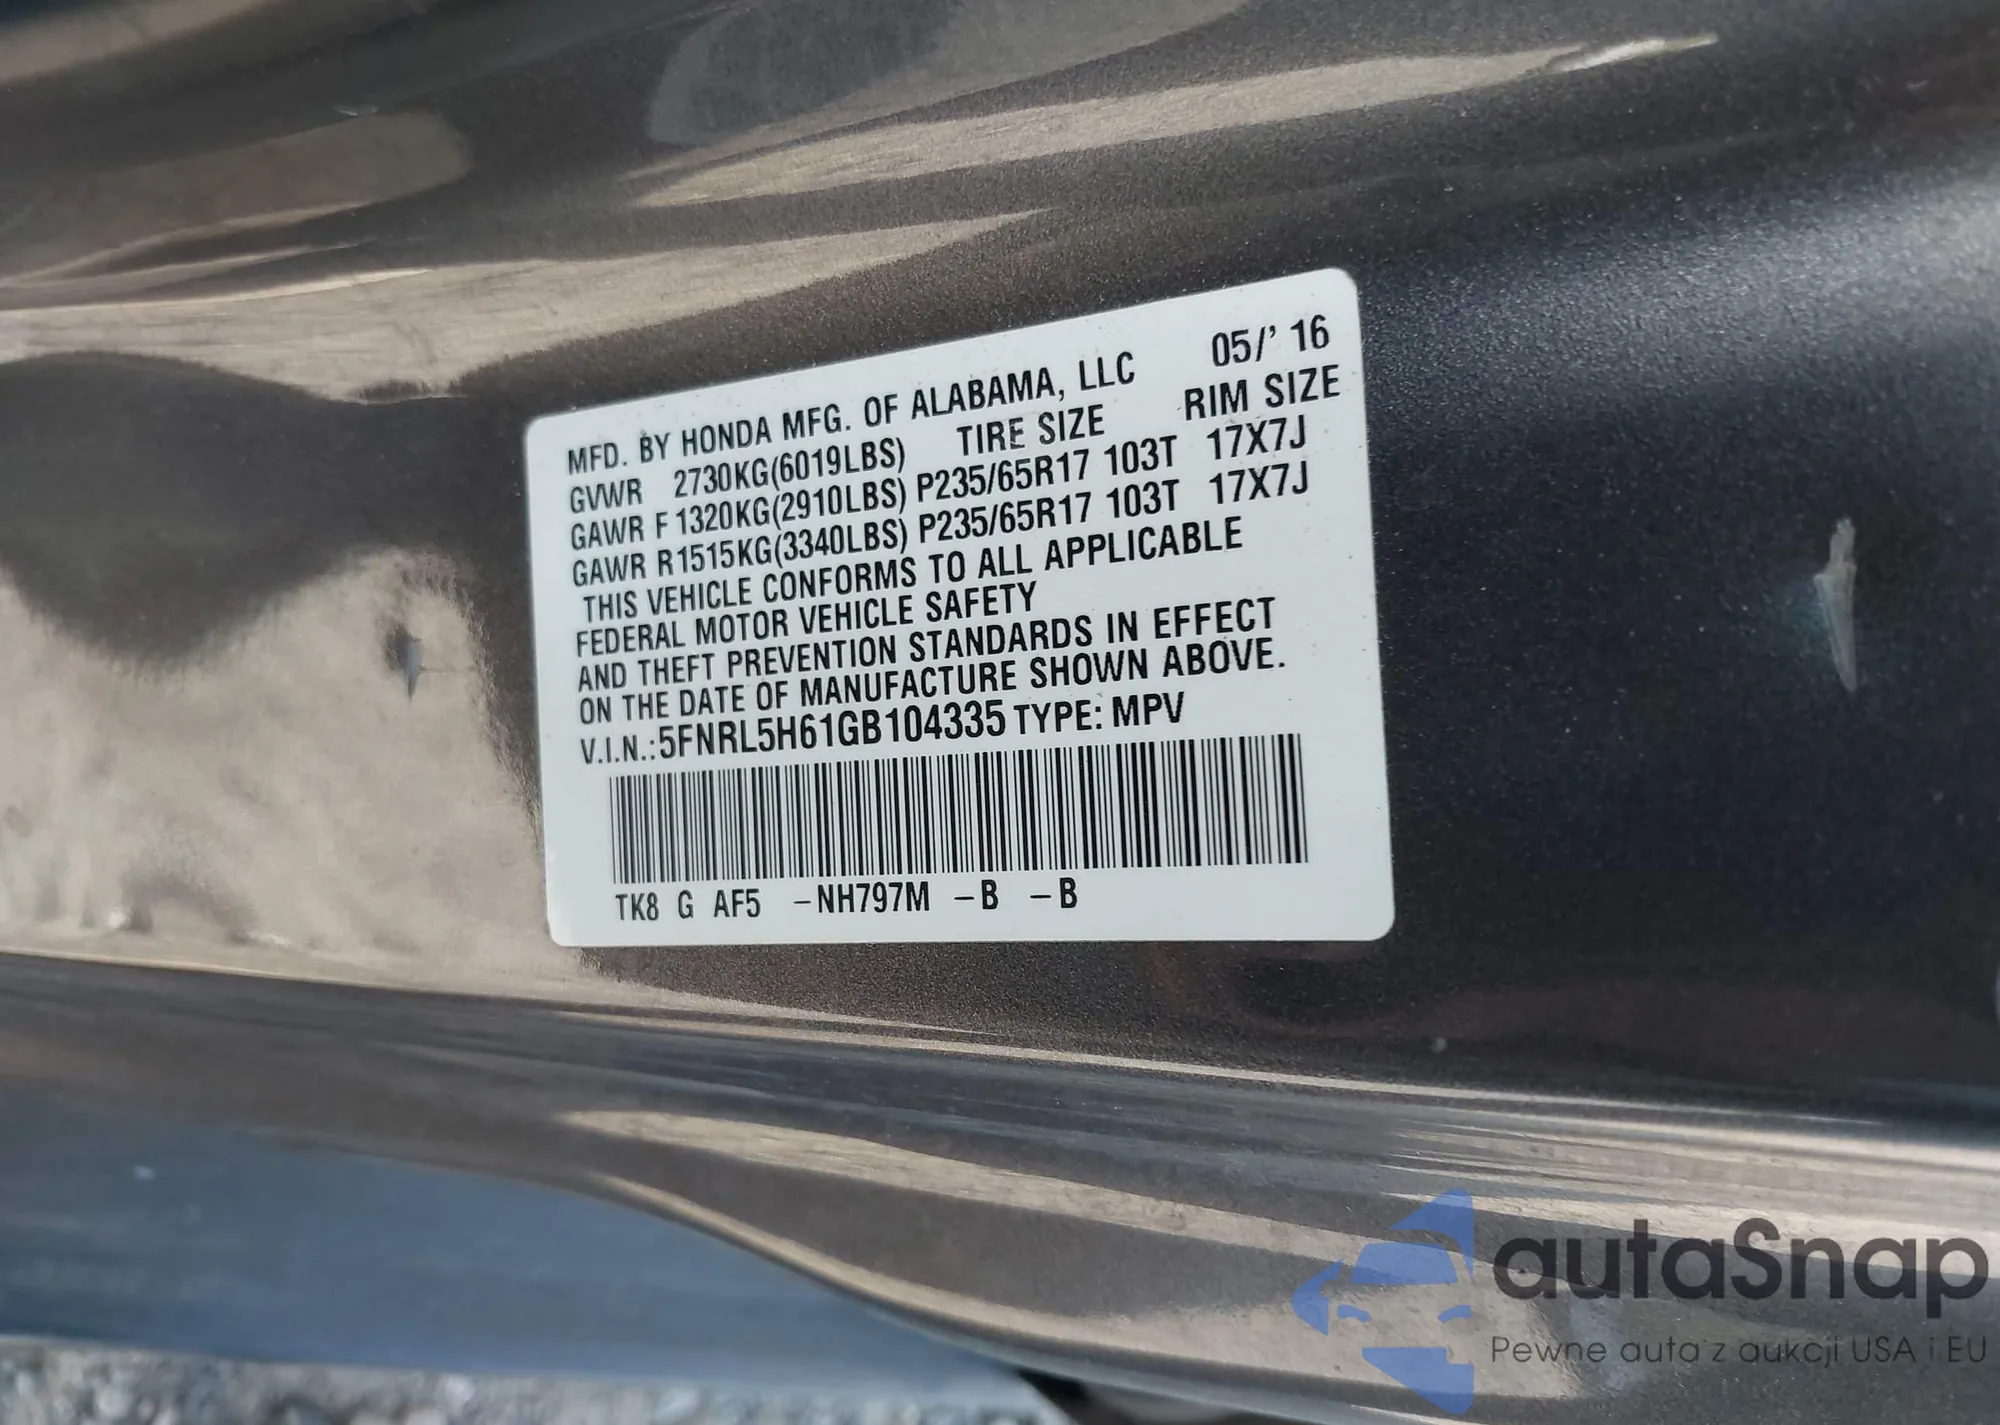 MFD. BY HONDA MFG. OF ALABAMA, LLC 05/' 16
GVWR 2730KG(6019LBS) TIRE SIZE RIM SIZE
GAWR F 1320KG(2910LBS) P235/65R17 103T 17X7J
GAWR R1515KG(3340LBS) P235/65R17 103T 17X7J
THIS VEHICLE CONFORMS TO ALL APPLICABLE
FEDERAL MOTOR VEHICLE SAFETY
AND THEFT PREVENTION STANDARDS IN EFFECT
ON THE DATE OF MANUFACTURE SHOWN ABOVE.
V.I.N.:5FNRL5H61GB104335 TYPE: MPV
TK8 G AF5 -NH797M -B -B
autaSnap
Pewne auta z aukcji USA i EU